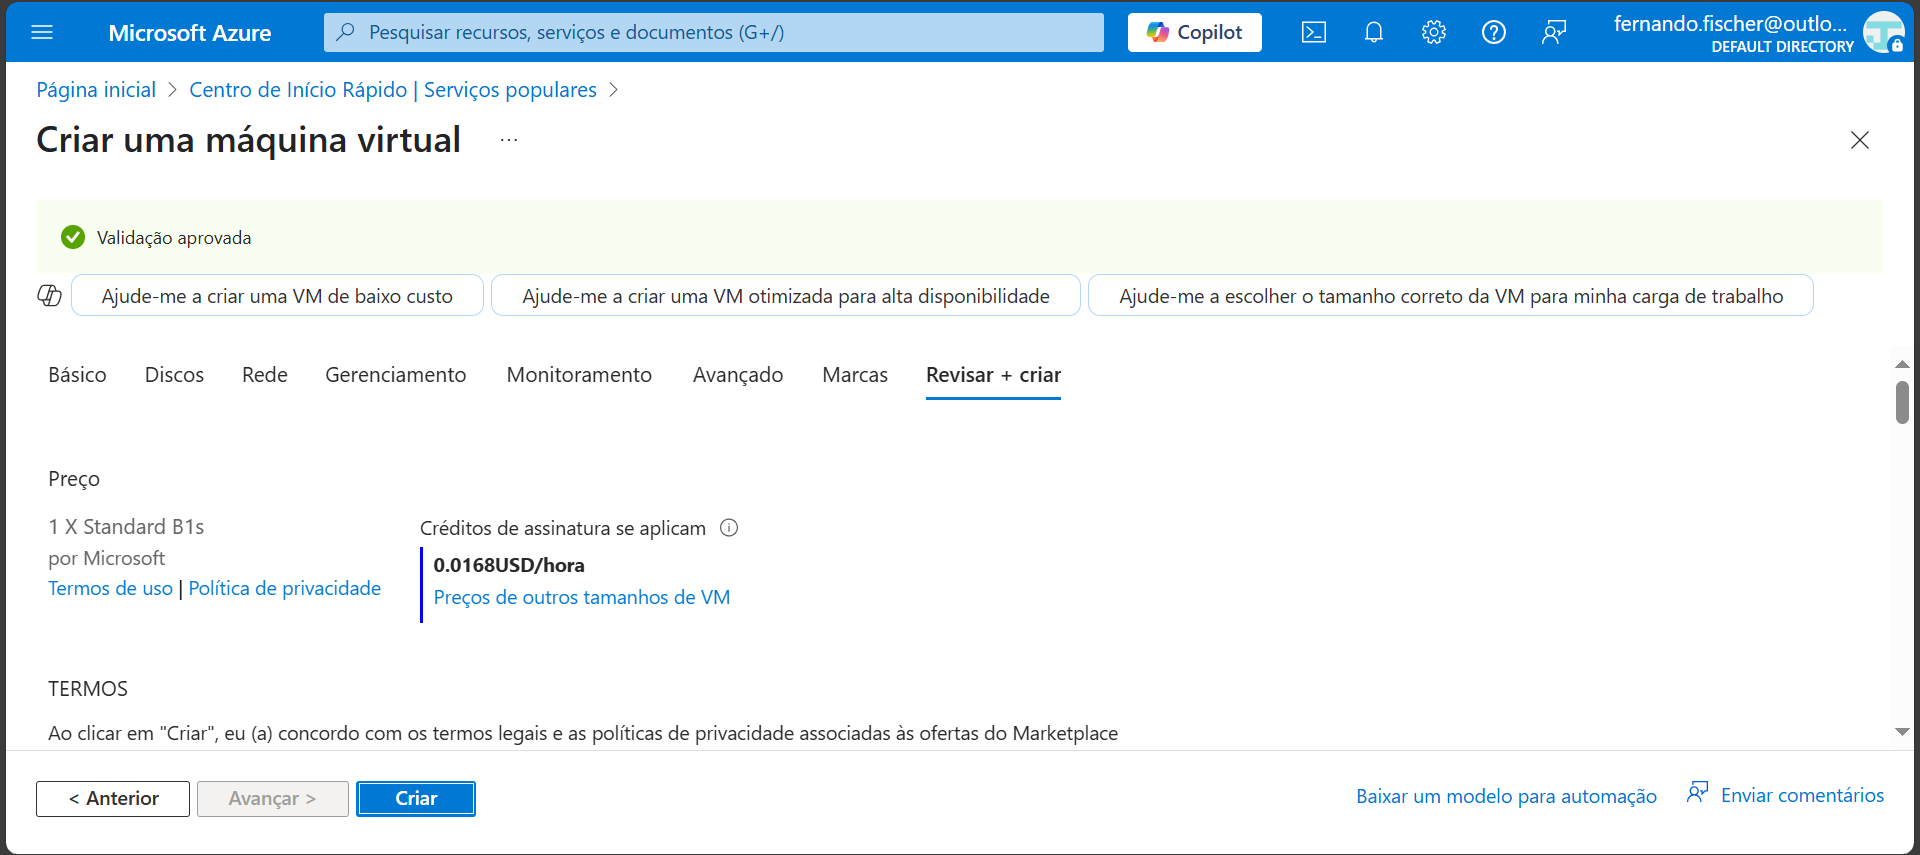 Microsoft Azure
Pesquisar recursos, serviços e documentos (G+/)
Copilot
fernando.fischer@outlo...
DEFAULT DIRECTORY
Página inicial > Centro de Início Rápido | Serviços populares >
Criar uma máquina virtual ...
Validação aprovada
Ajude-me a criar uma VM de baixo custo
Ajude-me a criar uma VM otimizada para alta disponibilidade
Ajude-me a escolher o tamanho correto da VM para minha carga de trabalho
Básico
Discos
Rede
Gerenciamento
Monitoramento
Avançado
Marcas
Revisar + criar
Preço
1 X Standard B1s
por Microsoft
Termos de uso | Política de privacidade
Créditos de assinatura se aplicam
0.0168USD/hora
Preços de outros tamanhos de VM
TERMOS
Ao clicar em "Criar", eu (a) concordo com os termos legais e as políticas de privacidade associadas às ofertas do Marketplace
< Anterior
Avançar >
Criar
Baixar um modelo para automação
Enviar comentários